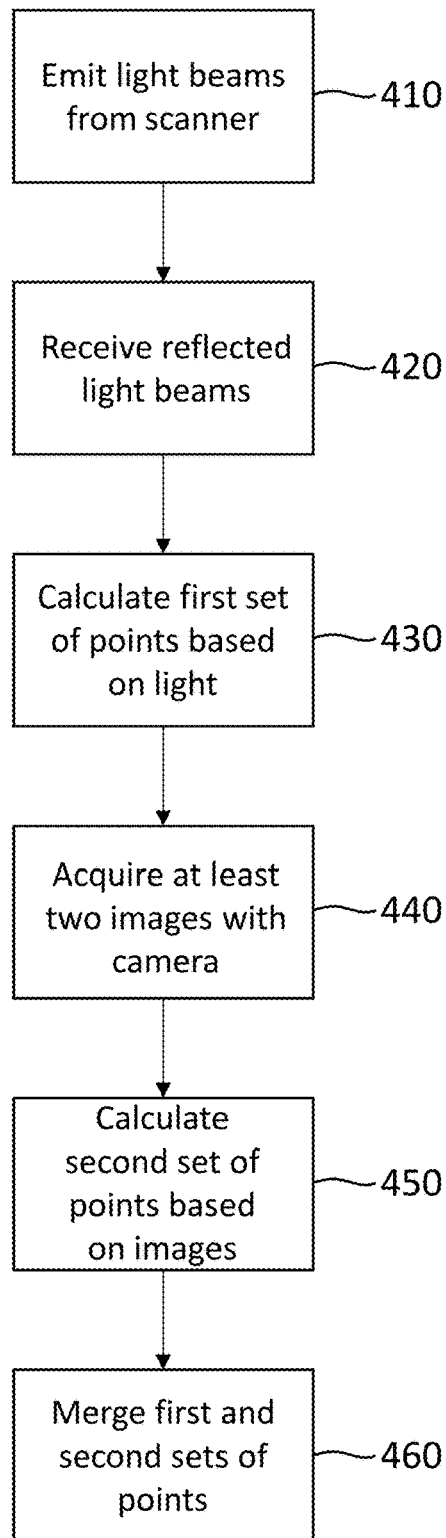 Emit light beams
from scanner
410
Receive reflected
light beams
420
Calculate first set
of points based
on light
430
Acquire at least
two images with
camera
440
Calculate
second set of
points based
on images
450
Merge first and
second sets of
points
460